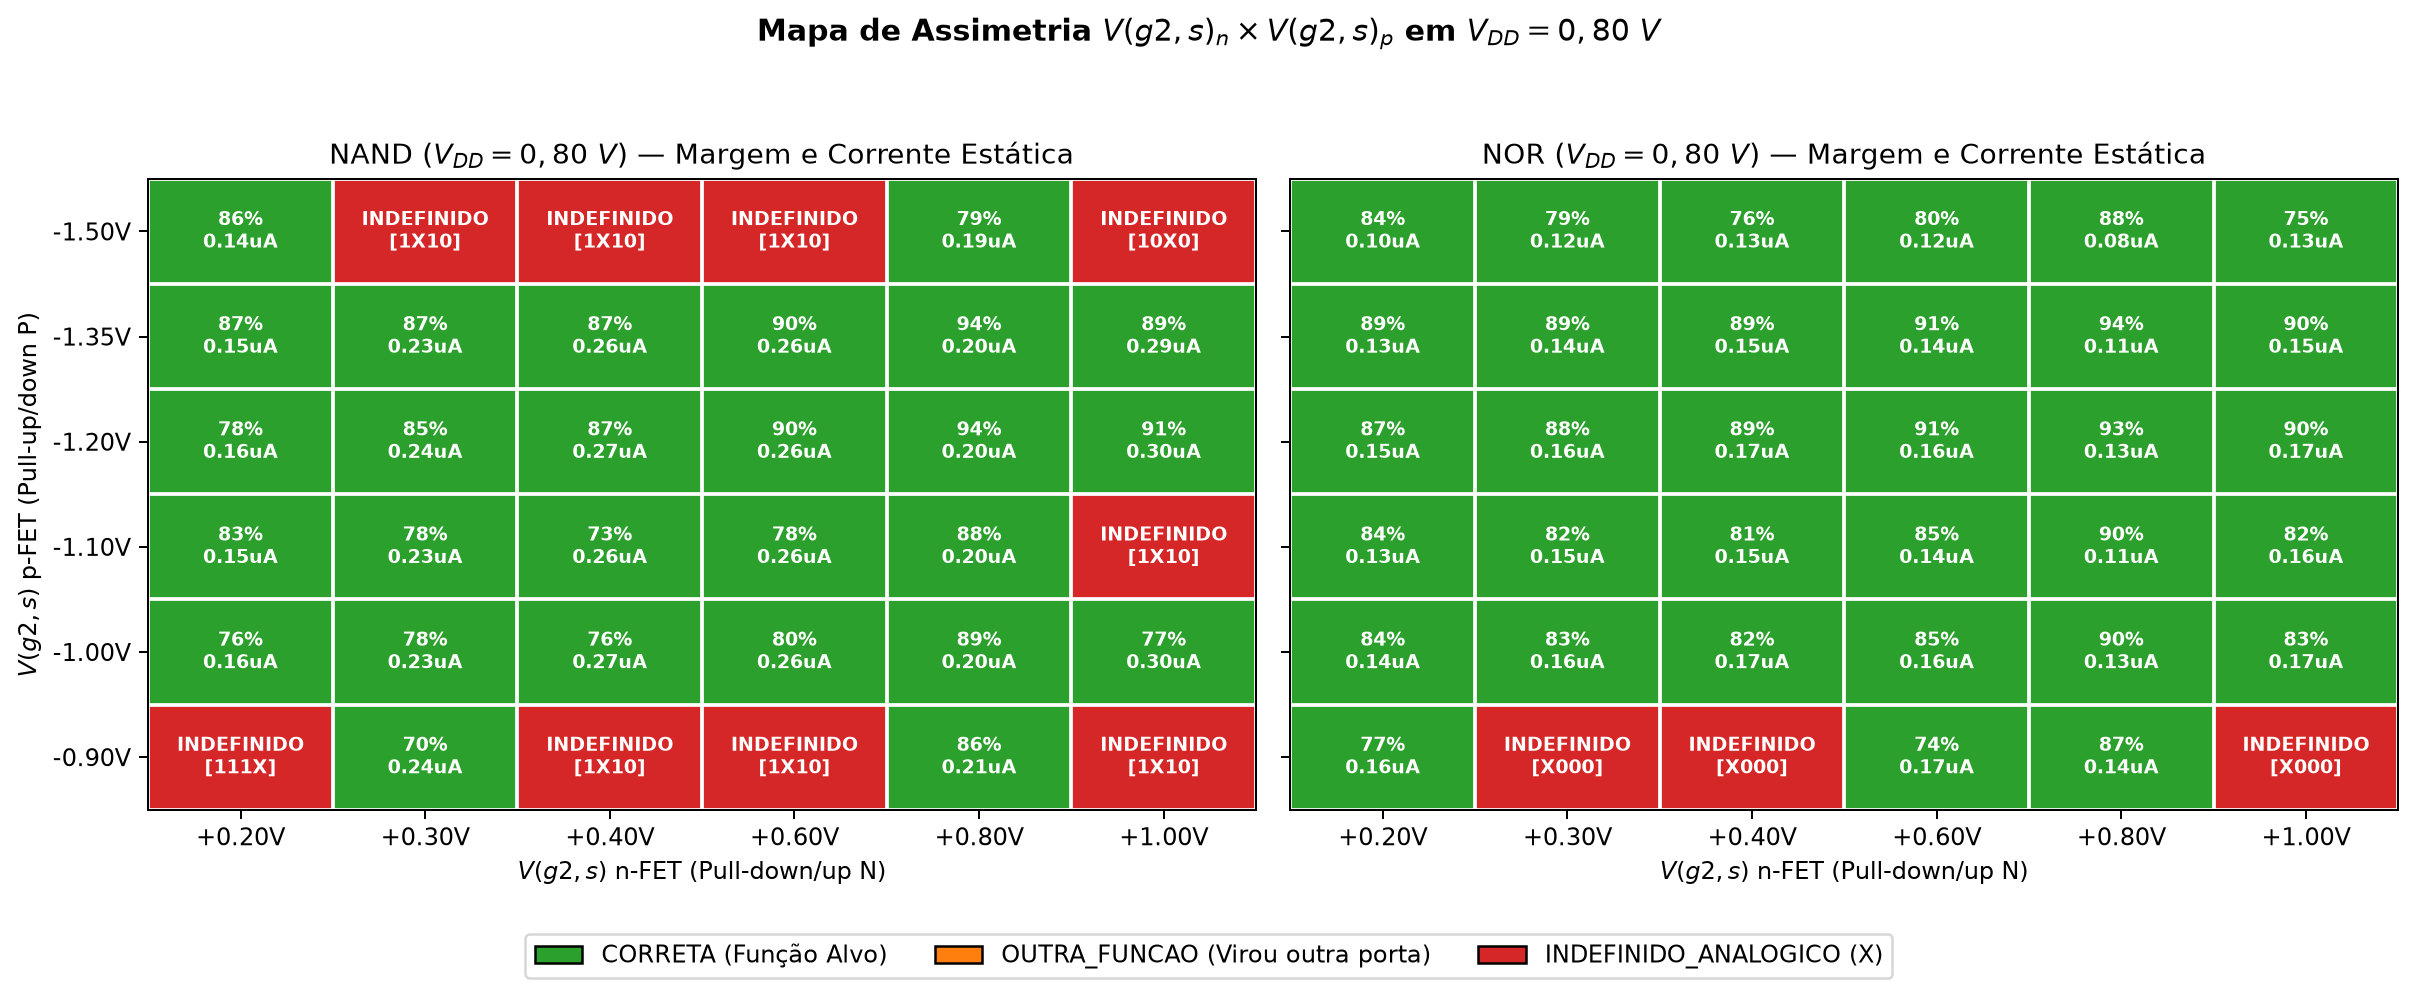 Mapa de Assimetria V(g2, s)n × V(g2, s)p em VDD = 0, 80 V
NAND (VDD = 0, 80 V) — Margem e Corrente Estática
V(g2, s) p-FET (Pull-up/down P)
-1.50V
86% INDEFINIDO INDEFINIDO INDEFINIDO 79% INDEFINIDO
0.14uA [1X10] [1X10] [1X10] 0.19uA [10X0]
-1.35V
87% 87% 87% 90% 94% 89%
0.15uA 0.23uA 0.26uA 0.26uA 0.20uA 0.29uA
-1.20V
78% 85% 87% 90% 94% 91%
0.16uA 0.24uA 0.27uA 0.26uA 0.20uA 0.30uA
-1.10V
83% 78% 73% 78% 88% INDEFINIDO
0.15uA 0.23uA 0.26uA 0.26uA 0.20uA [1X10]
-1.00V
76% 78% 76% 80% 89% 77%
0.16uA 0.23uA 0.27uA 0.26uA 0.20uA 0.30uA
-0.90V
INDEFINIDO 70% INDEFINIDO INDEFINIDO 86% INDEFINIDO
[111X] 0.24uA [1X10] [1X10] 0.21uA [1X10]
+0.20V +0.30V +0.40V +0.60V +0.80V +1.00V
V(g2, s) n-FET (Pull-down/up N)
NOR (VDD = 0, 80 V) — Margem e Corrente Estática
84% 79% 76% 80% 88% 75%
0.10uA 0.12uA 0.13uA 0.12uA 0.08uA 0.13uA
89% 89% 89% 91% 94% 90%
0.13uA 0.14uA 0.15uA 0.14uA 0.11uA 0.15uA
87% 88% 89% 91% 93% 90%
0.15uA 0.16uA 0.17uA 0.16uA 0.13uA 0.17uA
84% 82% 81% 85% 90% 82%
0.13uA 0.15uA 0.15uA 0.14uA 0.11uA 0.16uA
84% 83% 82% 85% 90% 83%
0.14uA 0.16uA 0.17uA 0.16uA 0.13uA 0.17uA
77% INDEFINIDO INDEFINIDO 74% 87% INDEFINIDO
0.16uA [X000] [X000] 0.17uA 0.14uA [X000]
+0.20V +0.30V +0.40V +0.60V +0.80V +1.00V
V(g2, s) n-FET (Pull-down/up N)
CORRETA (Função Alvo) OUTRA_FUNCAO (Virou outra porta) INDEFINIDO_ANALOGICO (X)